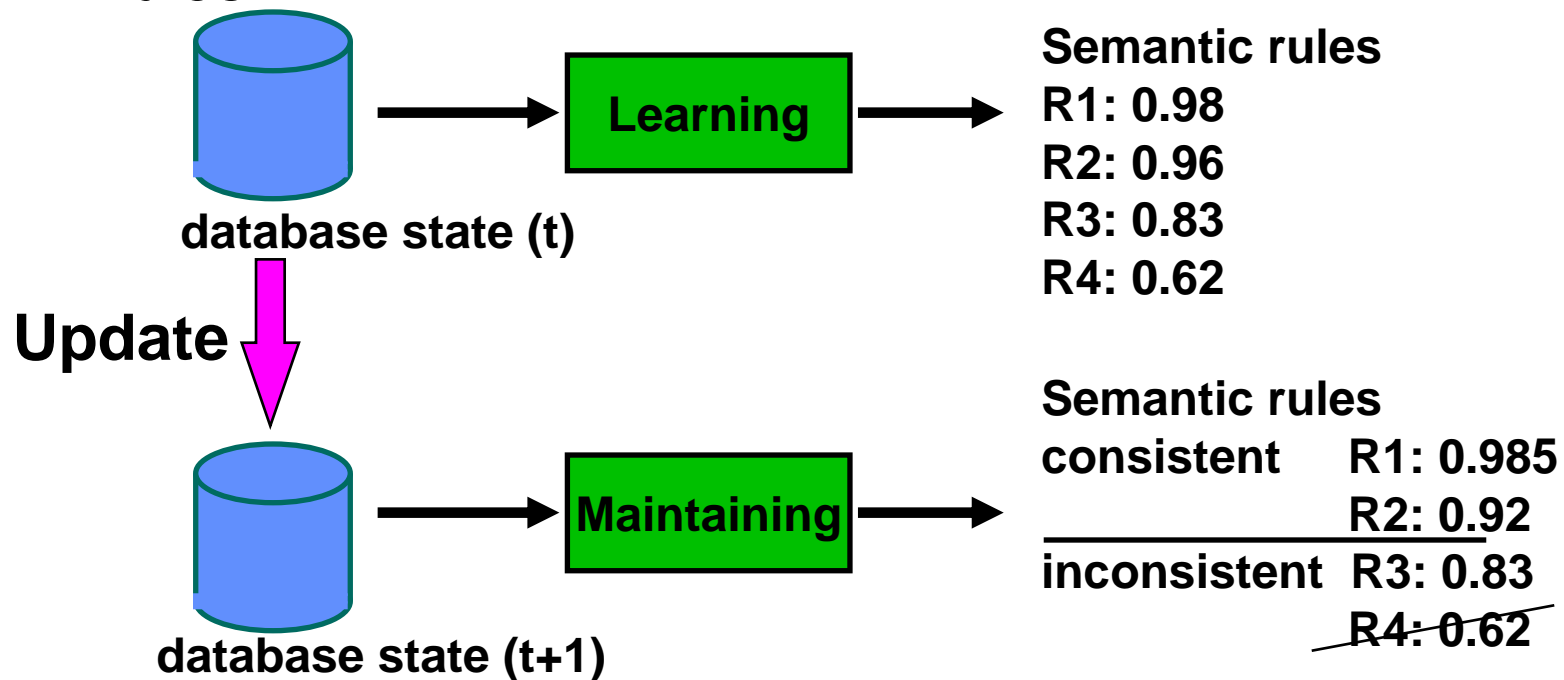 Semantic rules
R1: 0.98
Learning
R2: 0.96
R3: 0.83
database state (t)
R4: 0.62
Update
Semantic rules
consistent R1: 0.985
Maintaining
R2: 0.92
inconsistent R3: 0.83
R4: 0.62
database state (t+1)